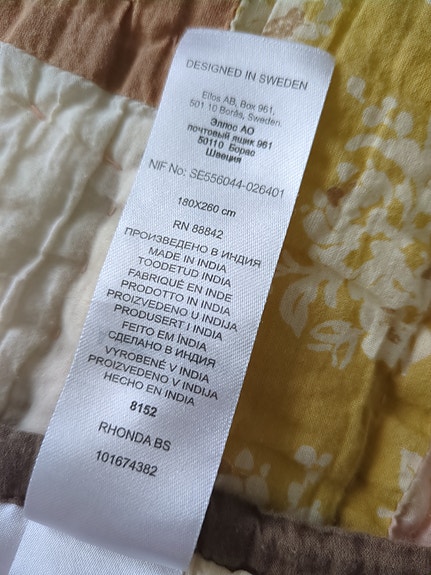 DESIGNED IN SWEDEN
Ellos AB, Box 961,
501 10 Borås, Sweden.
Эллос АО
почтовый ящик 961
50110 Борас
Швеция
NIF No: SE556044-026401
180X260 cm
RN 88842
ПРОИЗВЕДЕНО В ИНДИЯ
MADE IN INDIA
TOODETUD INDIA
FABRIQUÉ EN INDE
PRODOTTO IN INDIA
PROIZVEDENO U INDIJA
PRODUSERT I INDIA
FEITO EM ÍNDIA
СДЕЛАНО В ИНДИЯ
VYROBENÉ V INDIA
PROIZVEDENO V INDIJA
HECHO EN INDIA
8152
RHONDA BS
101674382